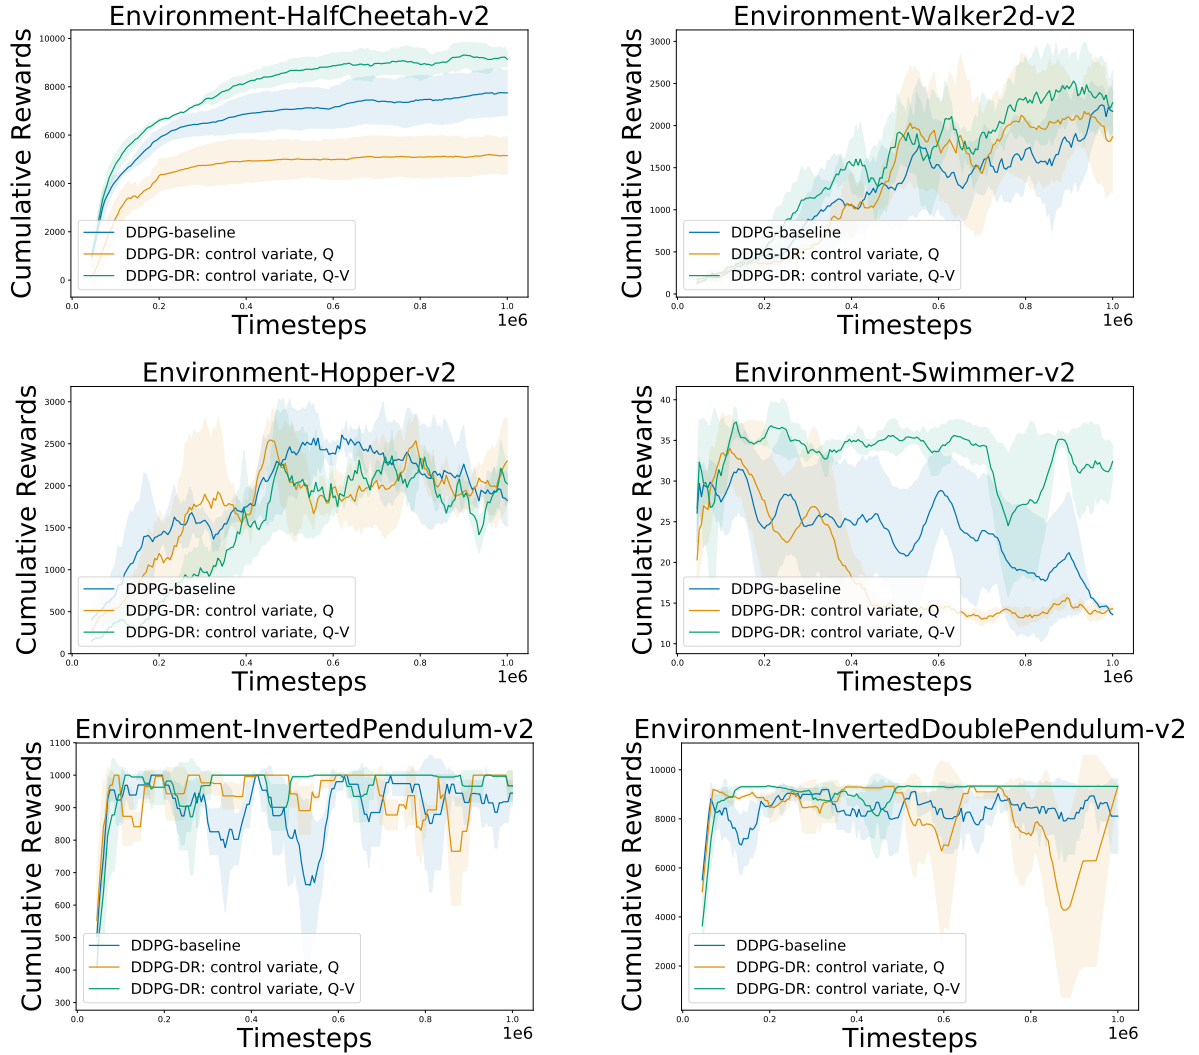 Environment-HalfCheetah-v2
Cumulative Rewards
10000
8000
6000
4000
2000
0
DDPG-baseline
DDPG-DR: control variate, Q
DDPG-DR: control variate, Q-V
0.0 0.2 0.4 0.6 0.8 1.0
Timesteps
1e6
Environment-Walker2d-v2
Cumulative Rewards
3000
2500
2000
1500
1000
500
0
DDPG-baseline
DDPG-DR: control variate, Q
DDPG-DR: control variate, Q-V
0.0 0.2 0.4 0.6 0.8 1.0
Timesteps
1e6
Environment-Hopper-v2
Cumulative Rewards
3000
2500
2000
1500
1000
500
0
DDPG-baseline
DDPG-DR: control variate, Q
DDPG-DR: control variate, Q-V
0.0 0.2 0.4 0.6 0.8 1.0
Timesteps
1e6
Environment-Swimmer-v2
Cumulative Rewards
40
35
30
25
20
15
10
DDPG-baseline
DDPG-DR: control variate, Q
DDPG-DR: control variate, Q-V
0.0 0.2 0.4 0.6 0.8 1.0
Timesteps
1e6
Environment-InvertedPendulum-v2
Cumulative Rewards
1100
1000
900
800
700
600
500
400
300
DDPG-baseline
DDPG-DR: control variate, Q
DDPG-DR: control variate, Q-V
0.0 0.2 0.4 0.6 0.8 1.0
Timesteps
1e6
Environment-InvertedDoublePendulum-v2
Cumulative Rewards
10000
8000
6000
4000
2000
DDPG-baseline
DDPG-DR: control variate, Q
DDPG-DR: control variate, Q-V
0.0 0.2 0.4 0.6 0.8 1.0
Timesteps
1e6